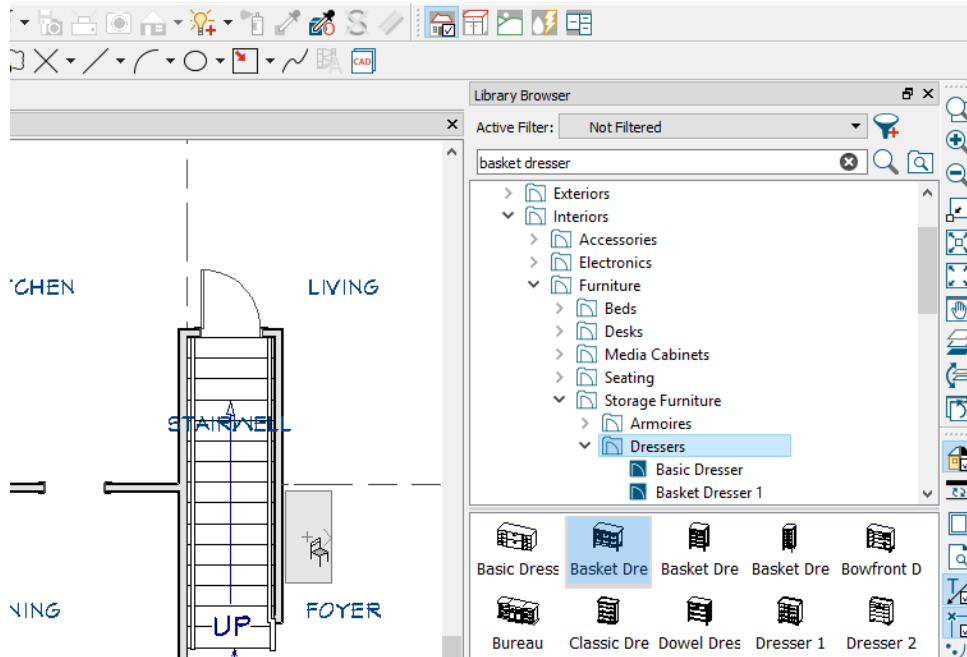 CAD
Library Browser
Active Filter: Not Filtered
basket dresser
Exteriors
Interiors
Accessories
Electronics
Furniture
Beds
Desks
Media Cabinets
Seating
Storage Furniture
Armoires
Dressers
Basic Dresser
Basket Dresser 1
Basic Dress Basket Dre Basket Dre Basket Dre Bowfront D
Bureau Classic Dre Dowel Dres Dresser 1 Dresser 2
CHEN LIVING
STAIRWELL
NING UP FOYER